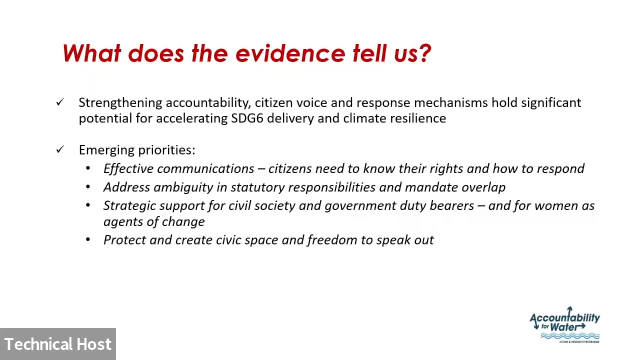 What does the evidence tell us?
✓ Strengthening accountability, citizen voice and response mechanisms hold significant
potential for accelerating SDG6 delivery and climate resilience
✓ Emerging priorities:
• Effective communications – citizens need to know their rights and how to respond
• Address ambiguity in statutory responsibilities and mandate overlap
• Strategic support for civil society and government duty bearers – and for women as
agents of change
• Protect and create civic space and freedom to speak out
Accountability
for Water
Technical Host